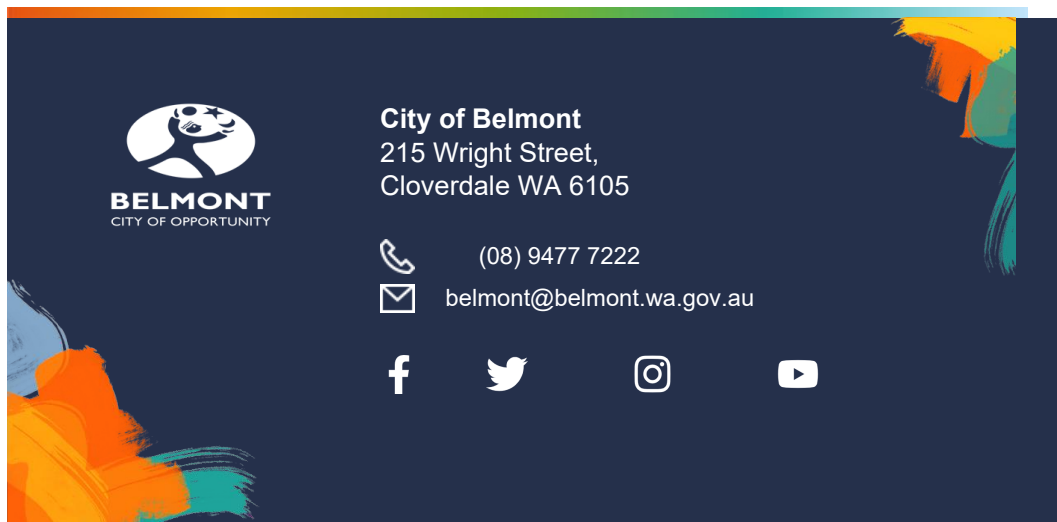 BELMONT
CITY OF OPPORTUNITY
City of Belmont
215 Wright Street,
Cloverdale WA 6105
(08) 9477 7222
belmont@belmont.wa.gov.au